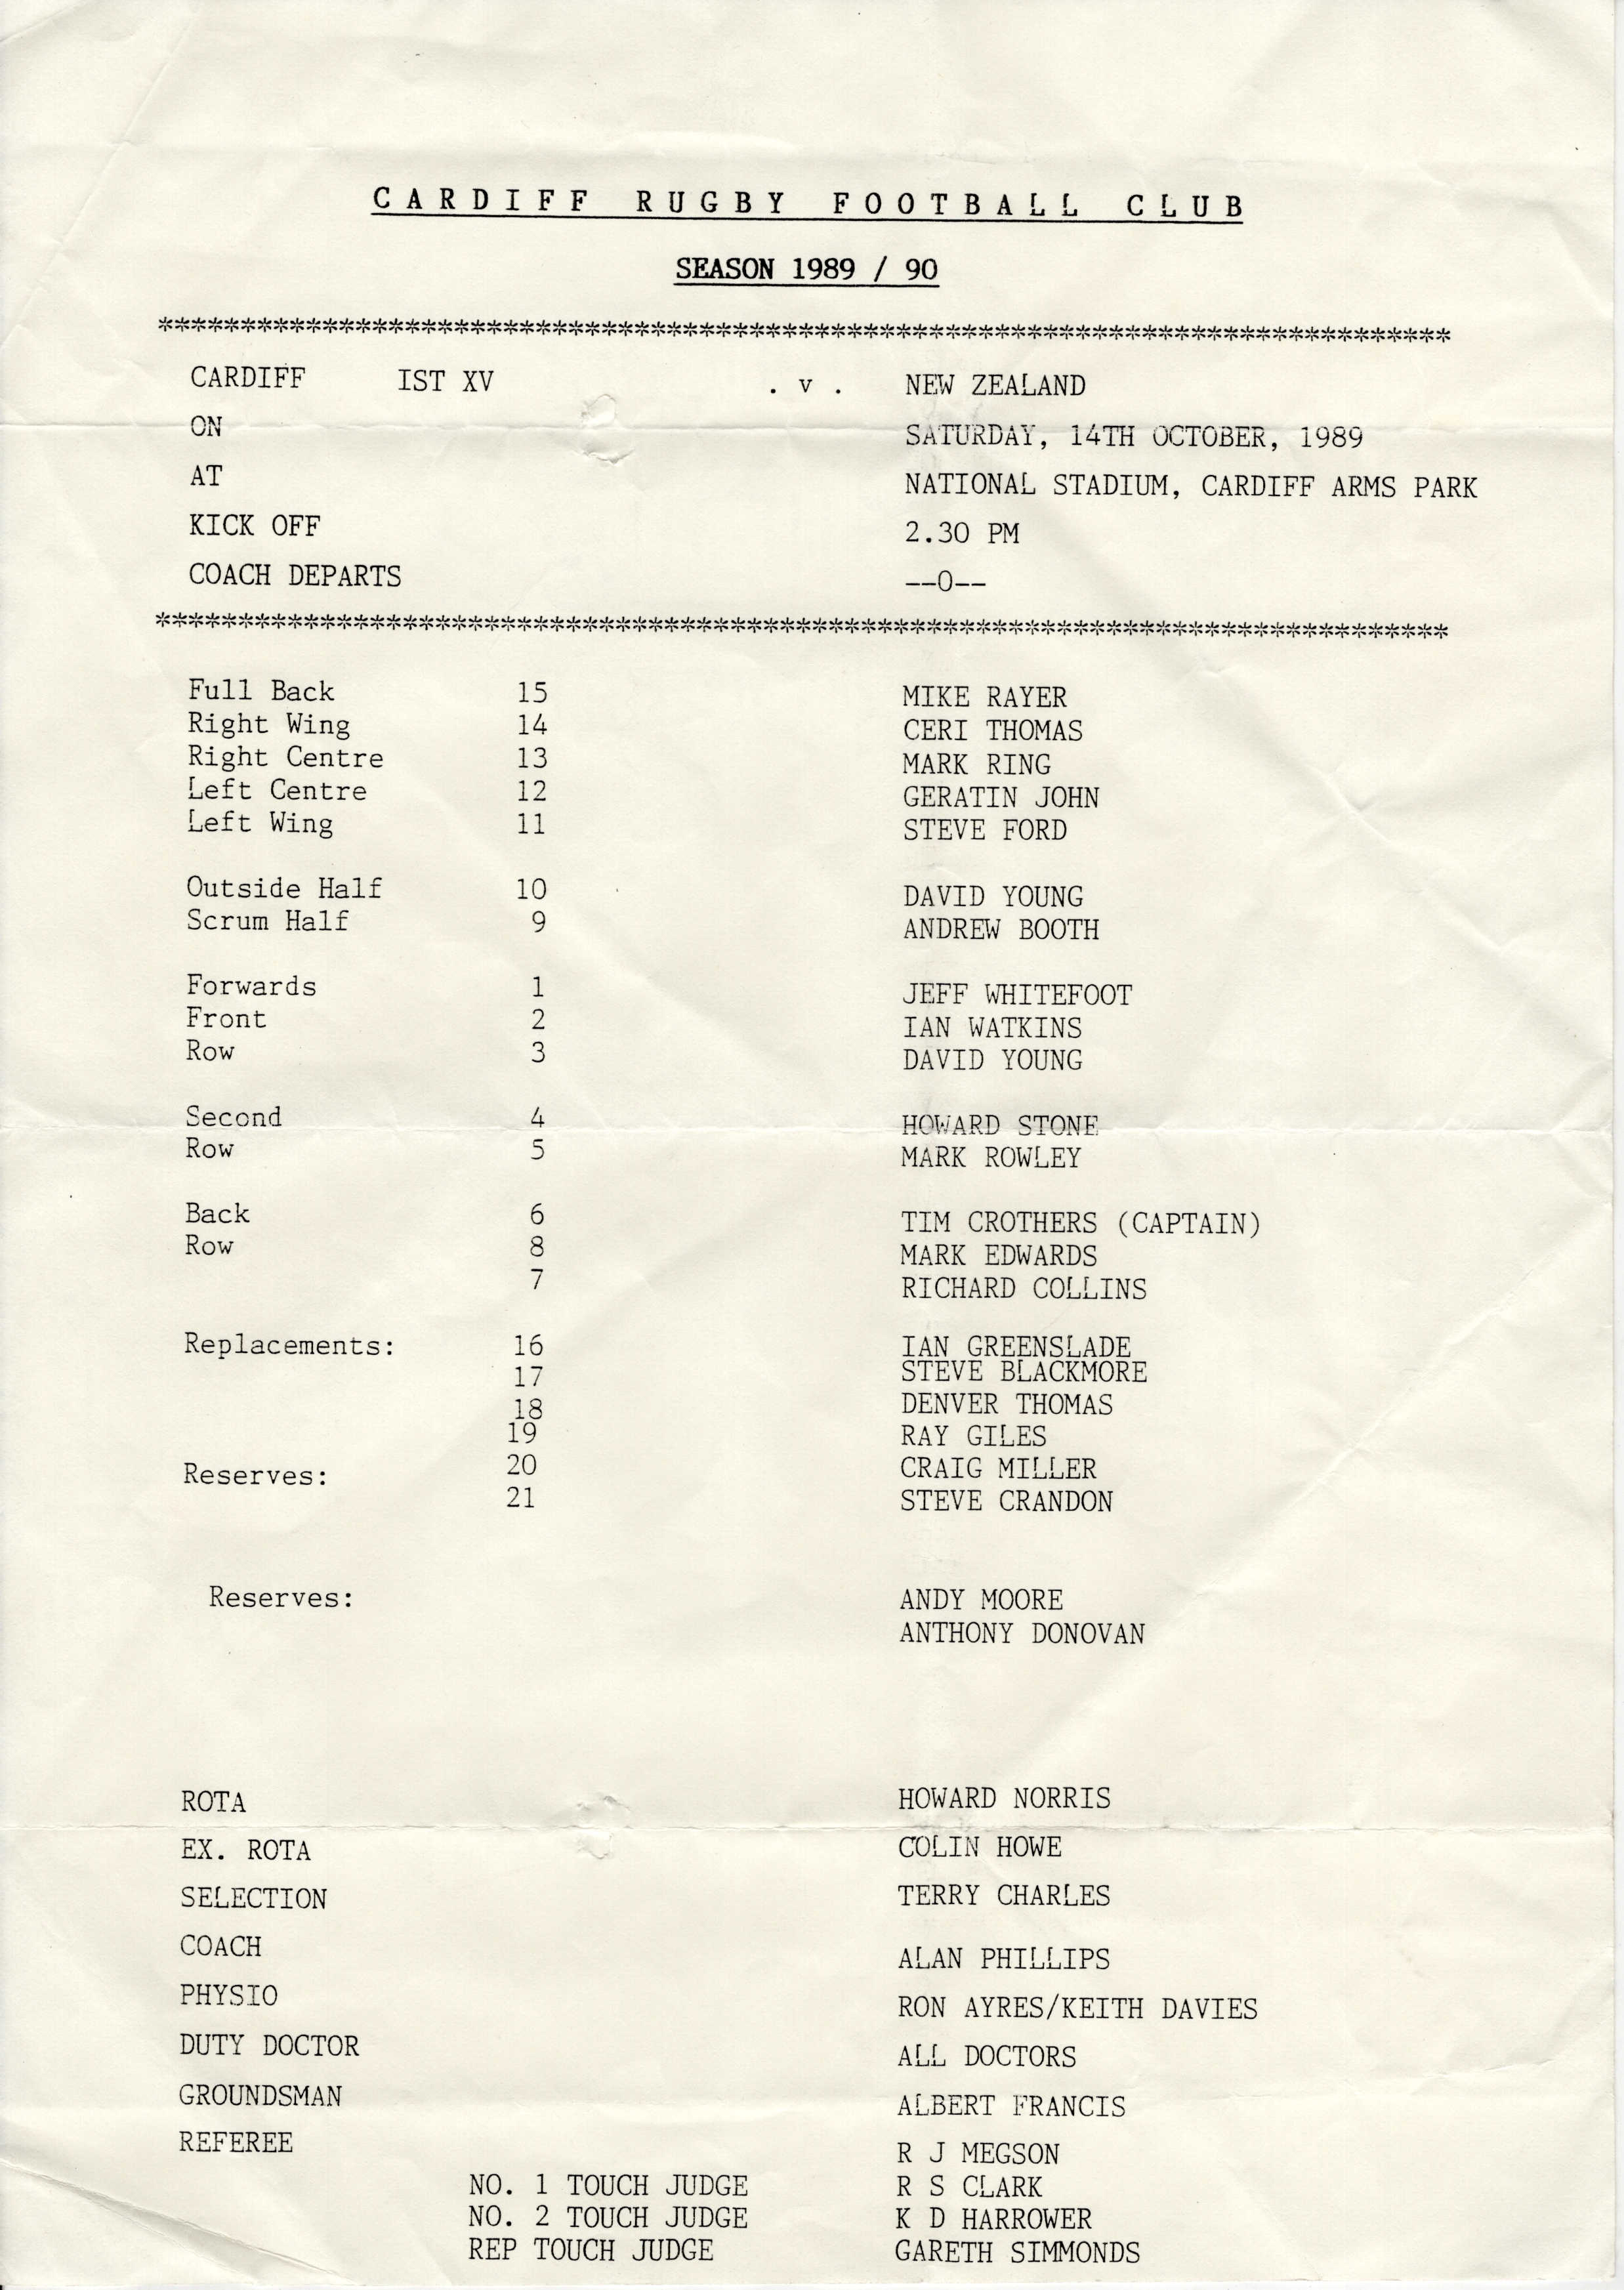 CARDIFF RUGBY FOOTBALL CLUB
SEASON 1989 / 90
*******************************************************************************
CARDIFF IST XV . v . NEW ZEALAND
ON SATURDAY, 14TH OCTOBER, 1989
AT NATIONAL STADIUM, CARDIFF ARMS PARK
KICK OFF 2.30 PM
COACH DEPARTS --0--
*******************************************************************************
Full Back 15 MIKE RAYER
Right Wing 14 CERI THOMAS
Right Centre 13 MARK RING
Left Centre 12 GERATIN JOHN
Left Wing 11 STEVE FORD
Outside Half 10 DAVID YOUNG
Scrum Half 9 ANDREW BOOTH
Forwards 1 JEFF WHITEFOOT
Front 2 IAN WATKINS
Row 3 DAVID YOUNG
Second 4 HOWARD STONE
Row 5 MARK ROWLEY
Back 6 TIM CROTHERS (CAPTAIN)
Row 8 MARK EDWARDS
7 RICHARD COLLINS
Replacements: 16 IAN GREENSLADE
17 STEVE BLACKMORE
18 DENVER THOMAS
19 RAY GILES
Reserves: 20 CRAIG MILLER
21 STEVE CRANDON
Reserves: ANDY MOORE
ANTHONY DONOVAN
ROTA HOWARD NORRIS
EX. ROTA COLIN HOWE
SELECTION TERRY CHARLES
COACH ALAN PHILLIPS
PHYSIO RON AYRES/KEITH DAVIES
DUTY DOCTOR ALL DOCTORS
GROUNDSMAN ALBERT FRANCIS
REFEREE R J MEGSON
NO. 1 TOUCH JUDGE R S CLARK
NO. 2 TOUCH JUDGE K D HARROWER
REP TOUCH JUDGE GARETH SIMMONDS